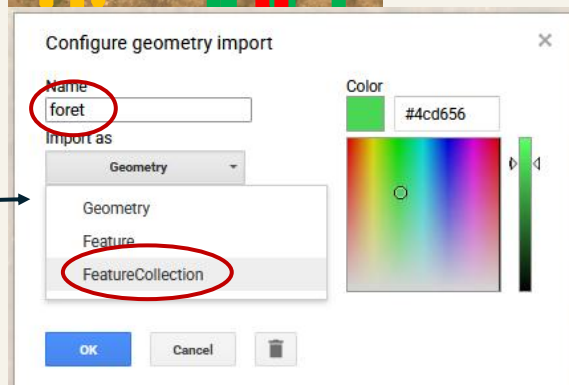 Configure geometry import
Name
foret
Color
#4cd656
Import as
Geometry
Geometry
Feature
FeatureCollection
OK
Cancel